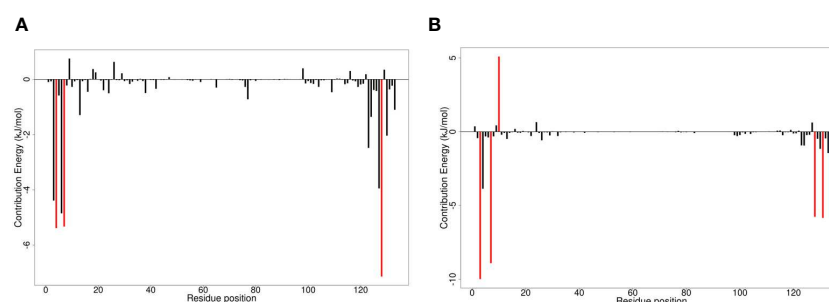 A
B
Contribution Energy (kJ/mol)
0
-2
-4
-6
0 20 40 60 80 100 120
Residue position
Contribution Energy (kJ/mol)
5
0
-5
-10
0 20 40 60 80 100 120
Residue position